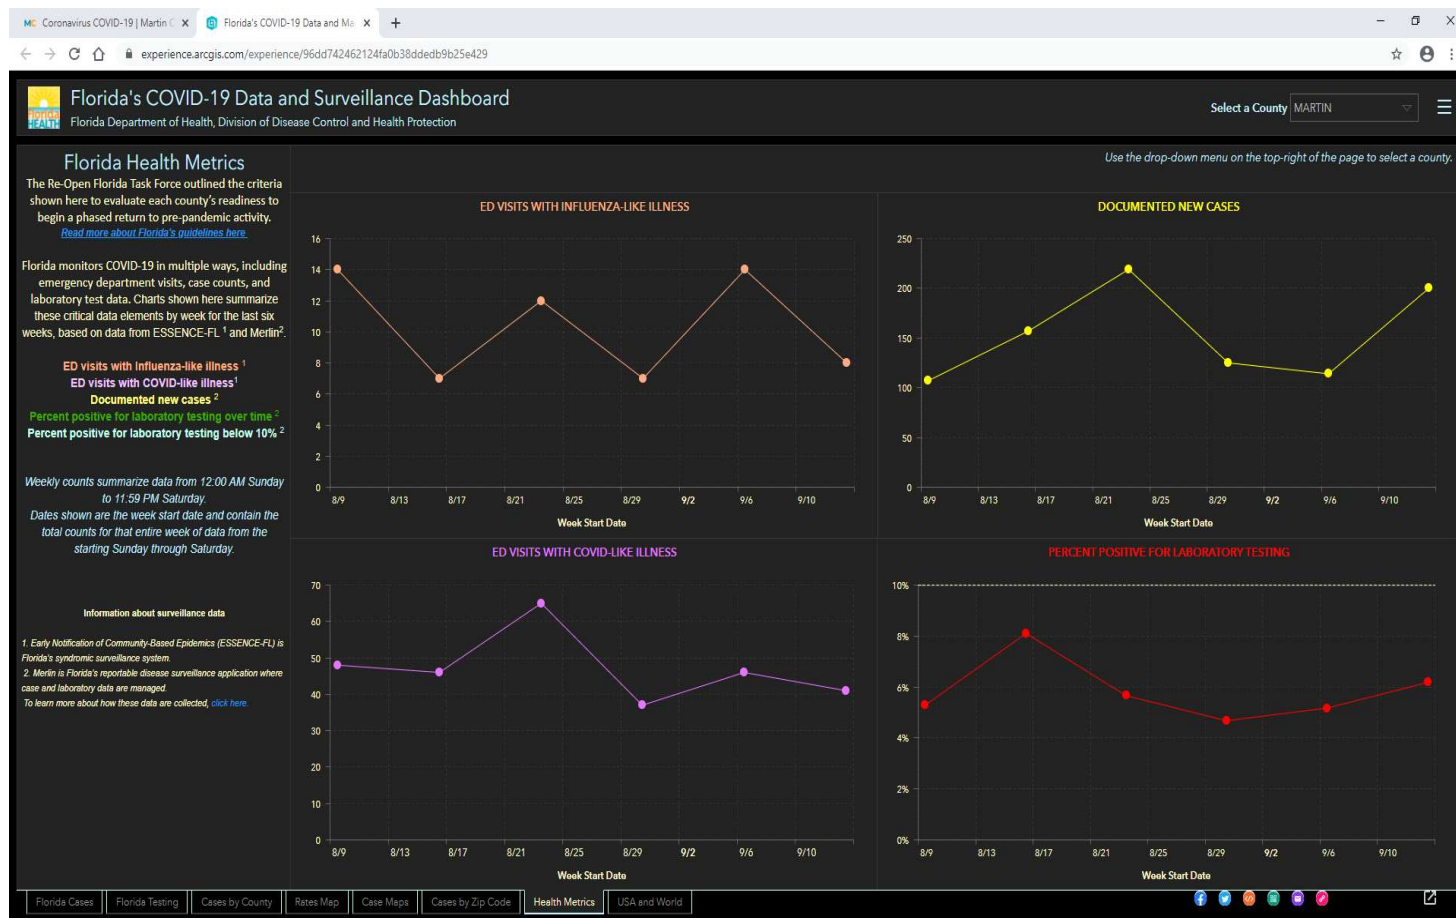 Coronavirus COVID-19 | Martin C
Florida's COVID-19 Data and Ma
experience.arcgis.com/experience/96dd742462124fa0b38ddedb9b25e429
Florida HEALTH
Florida's COVID-19 Data and Surveillance Dashboard
Florida Department of Health, Division of Disease Control and Health Protection
Select a County MARTIN
Florida Health Metrics
The Re-Open Florida Task Force outlined the criteria
shown here to evaluate each county's readiness to
begin a phased return to pre-pandemic activity.
Read more about Florida's guidelines here
Florida monitors COVID-19 in multiple ways, including
emergency department visits, case counts, and
laboratory test data. Charts shown here summarize
these critical data elements by week for the last six
weeks, based on data from ESSENCE-FL 1 and Merlin2.
ED visits with Influenza-like illness 1
ED visits with COVID-like illness1
Documented new cases 2
Percent positive for laboratory testing over time 2
Percent positive for laboratory testing below 10% 2
Weekly counts summarize data from 12:00 AM Sunday
to 11:59 PM Saturday.
Dates shown are the week start date and contain the
total counts for that entire week of data from the
starting Sunday through Saturday.
Information about surveillance data
1. Early Notification of Community-Based Epidemics (ESSENCE-FL) is
Florida's syndromic surveillance system.
2. Merlin is Florida's reportable disease surveillance application where
case and laboratory data are managed.
To learn more about how these data are collected, click here.
Use the drop-down menu on the top-right of the page to select a county.
ED VISITS WITH INFLUENZA-LIKE ILLNESS
16
14
12
10
8
6
4
2
0
8/9 8/13 8/17 8/21 8/25 8/29 9/2 9/6 9/10
Week Start Date
DOCUMENTED NEW CASES
250
200
150
100
50
0
8/9 8/13 8/17 8/21 8/25 8/29 9/2 9/6 9/10
Week Start Date
ED VISITS WITH COVID-LIKE ILLNESS
70
60
50
40
30
20
10
0
8/9 8/13 8/17 8/21 8/25 8/29 9/2 9/6 9/10
Week Start Date
PERCENT POSITIVE FOR LABORATORY TESTING
10%
8%
6%
4%
2%
0%
8/9 8/13 8/17 8/21 8/25 8/29 9/2 9/6 9/10
Week Start Date
Florida Cases Florida Testing Cases by County Rates Map Case Maps Cases by Zip Code Health Metrics USA and World